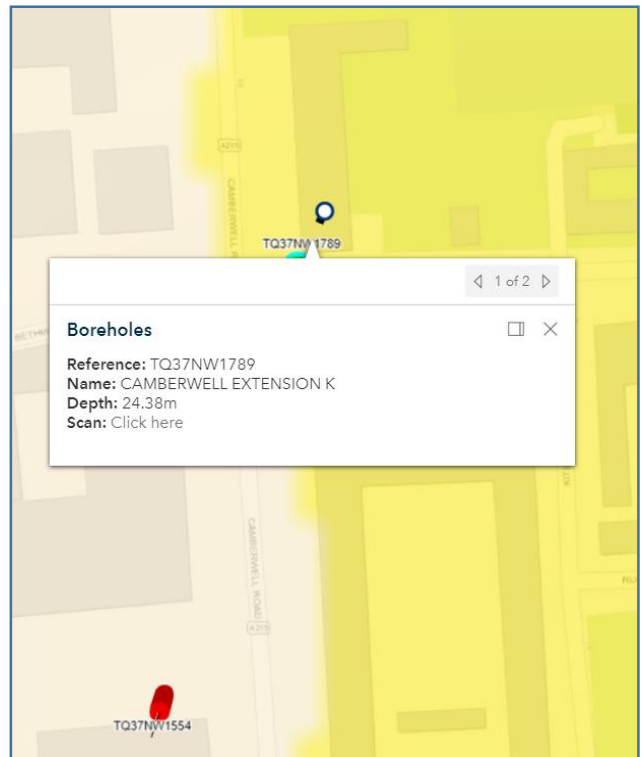 A215
CAMBERWELL R
TQ37NW1789
1 of 2
Boreholes
Reference: TQ37NW1789
Name: CAMBERWELL EXTENSION K
Depth: 24.38m
Scan: Click here
CAMBERWELL ROAD
A215
TQ37NW1554